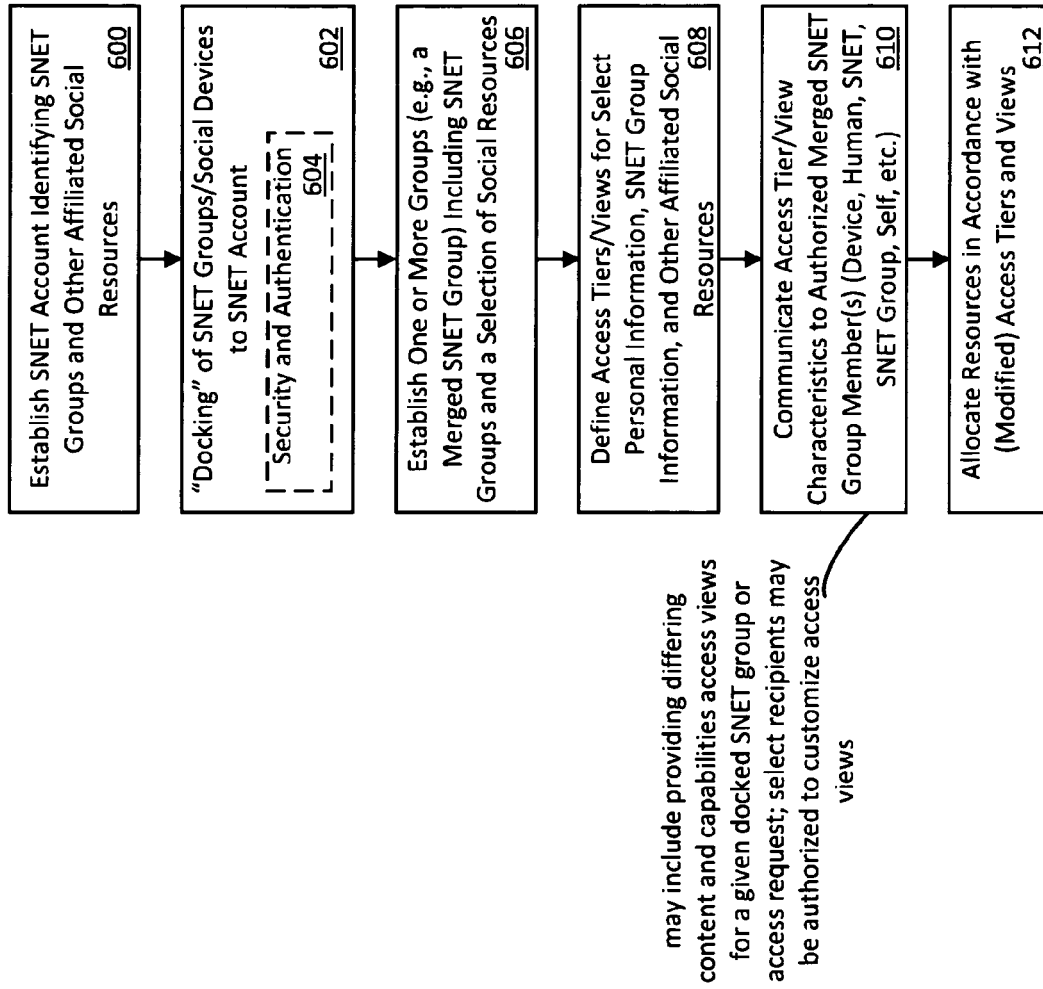 Establish SNET Account Identifying SNET
Groups and Other Affiliated Social
Resources
600
"Docking" of SNET Groups/Social Devices
to SNET Account
602
Security and Authentication
604
Establish One or More Groups (e.g., a
Merged SNET Group) Including SNET
Groups and a Selection of Social Resources
606
Define Access Tiers/Views for Select
Personal Information, SNET Group
Information, and Other Affiliated Social
Resources
608
Communicate Access Tier/View
Characteristics to Authorized Merged SNET
Group Member(s) (Device, Human, SNET,
SNET Group, Self, etc.)
610
may include providing differing
content and capabilities access views
for a given docked SNET group or
access request; select recipients may
be authorized to customize access
views
Allocate Resources in Accordance with
(Modified) Access Tiers and Views
612